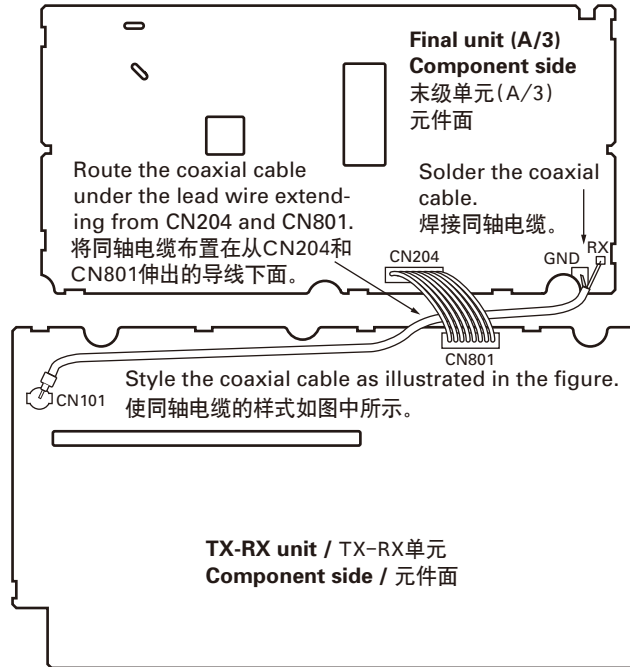 Final unit (A/3)
Component side
末级单元(A/3)
元件面
Route the coaxial cable
under the lead wire extend-
ing from CN204 and CN801.
将同轴电缆布置在从CN204和
CN801伸出的导线下面。
Solder the coaxial
cable.
焊接同轴电缆。
CN204
GND
RX
CN801
CN101
Style the coaxial cable as illustrated in the figure.
使同轴电缆的样式如图中所示。
TX-RX unit / TX-RX单元
Component side / 元件面